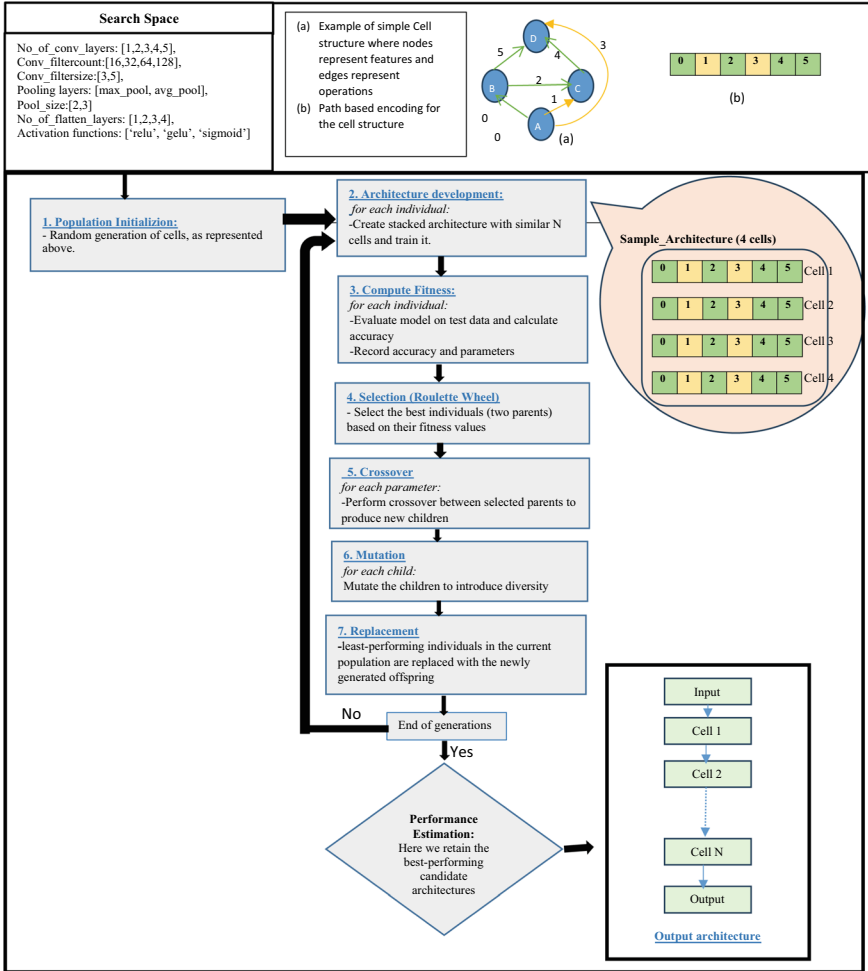 Search Space
No_of_conv_layers: [1,2,3,4,5],
Conv_filtercount:[16,32,64,128],
Conv_filtersize:[3,5],
Pooling layers: [max_pool, avg_pool],
Pool_size:[2,3]
No_of_flatten_layers: [1,2,3,4],
Activation functions: ['relu', 'gelu', 'sigmoid']
(a) Example of simple Cell
structure where nodes
represent features and
edges represent
operations
(b) Path based encoding for
the cell structure
D
5
4
3
B
2
C
1
0
A
0
(a)
0 1 2 3 4 5
(b)
1. Population Initializion:
- Random generation of cells, as represented
above.
2. Architecture development:
for each individual:
-Create stacked architecture with similar N
cells and train it.
Sample_Architecture (4 cells)
0 1 2 3 4 5 Cell 1
0 1 2 3 4 5 Cell 2
0 1 2 3 4 5 Cell 3
0 1 2 3 4 5 Cell 4
3. Compute Fitness:
for each individual:
-Evaluate model on test data and calculate
accuracy
-Record accuracy and parameters
4. Selection (Roulette Wheel)
- Select the best individuals (two parents)
based on their fitness values
5. Crossover
for each parameter:
-Perform crossover between selected parents to
produce new children
6. Mutation
for each child:
Mutate the children to introduce diversity
7. Replacement
-least-performing individuals in the current
population are replaced with the newly
generated offspring
No
End of generations
Yes
Performance
Estimation:
Here we retain the
best-performing
candidate
architectures
Input
Cell 1
Cell 2
Cell N
Output
Output architecture